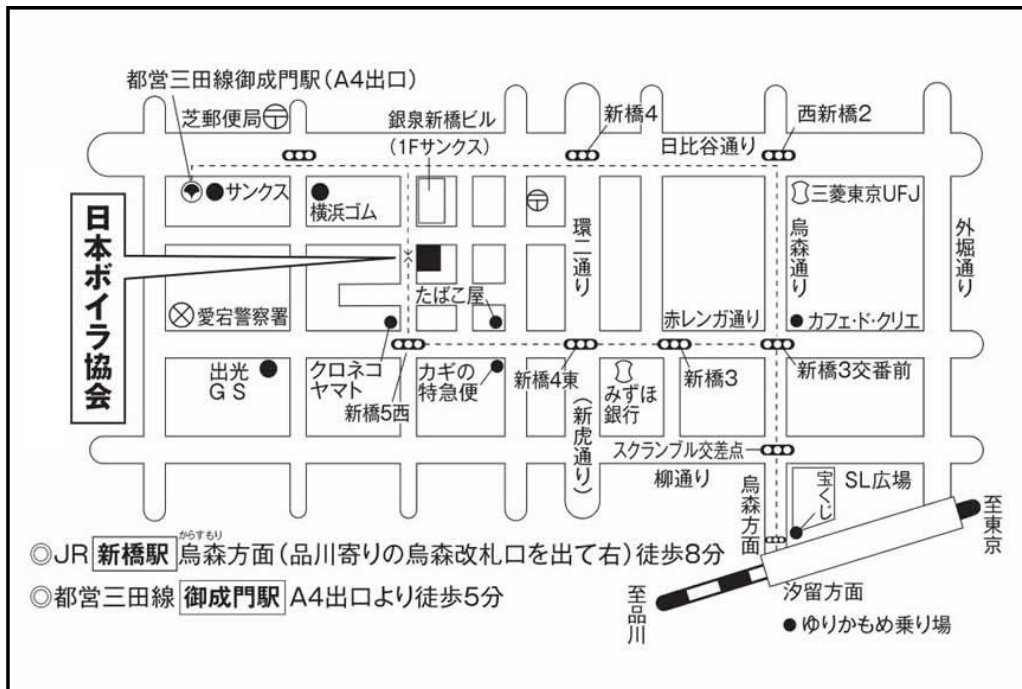 都営三田線御成門駅(A4出口)
芝郵便局
銀泉新橋ビル
(1Fサンクス)
新橋4
日比谷通り
西新橋2
サンクス
横浜ゴム
三菱東京UFJ
日本ボイラ協会
環二通り
烏森通り
外堀通り
たばこ屋
愛宕警察署
赤レンガ通り
カフェ・ド・クリエ
出光
GS
クロネコ
ヤマト
新橋5西
カギの
特急便
新橋4東
(新虎通り)
みずほ
銀行
新橋3
新橋3交番前
スクランブル交差点
柳通り
烏森方面
宝くじ
SL広場
至東京
からすもり
◎JR 新橋駅 烏森方面(品川寄りの烏森改札口を出て右)徒歩8分
◎都営三田線 御成門駅 A4出口より徒歩5分
至品川
汐留方面
●ゆりかもめ乗り場